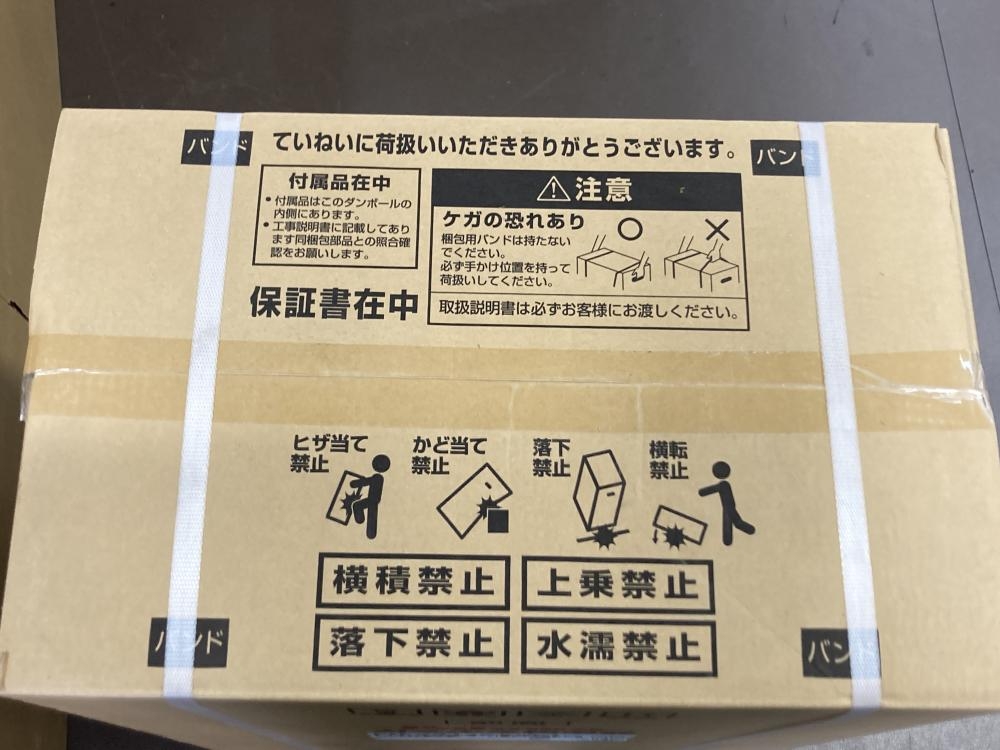 ていねいに荷扱いいただきありがとうございます。
バンド
バンド
付属品在中
・付属品はこのダンボールの
内側にあります。
・工事説明書に記載してあり
ます同梱包部品との照合確
認をお願いします。
保証書在中
注意
ケガの恐れあり
梱包用バンドは持たない
でください。
必ず手かけ位置を持って
荷扱いしてください。
取扱説明書は必ずお客様にお渡しください。
ヒザ当て
禁止
かど当て
禁止
落下
禁止
横転
禁止
横積禁止
上乗禁止
落下禁止
水濡禁止
バンド
バンド